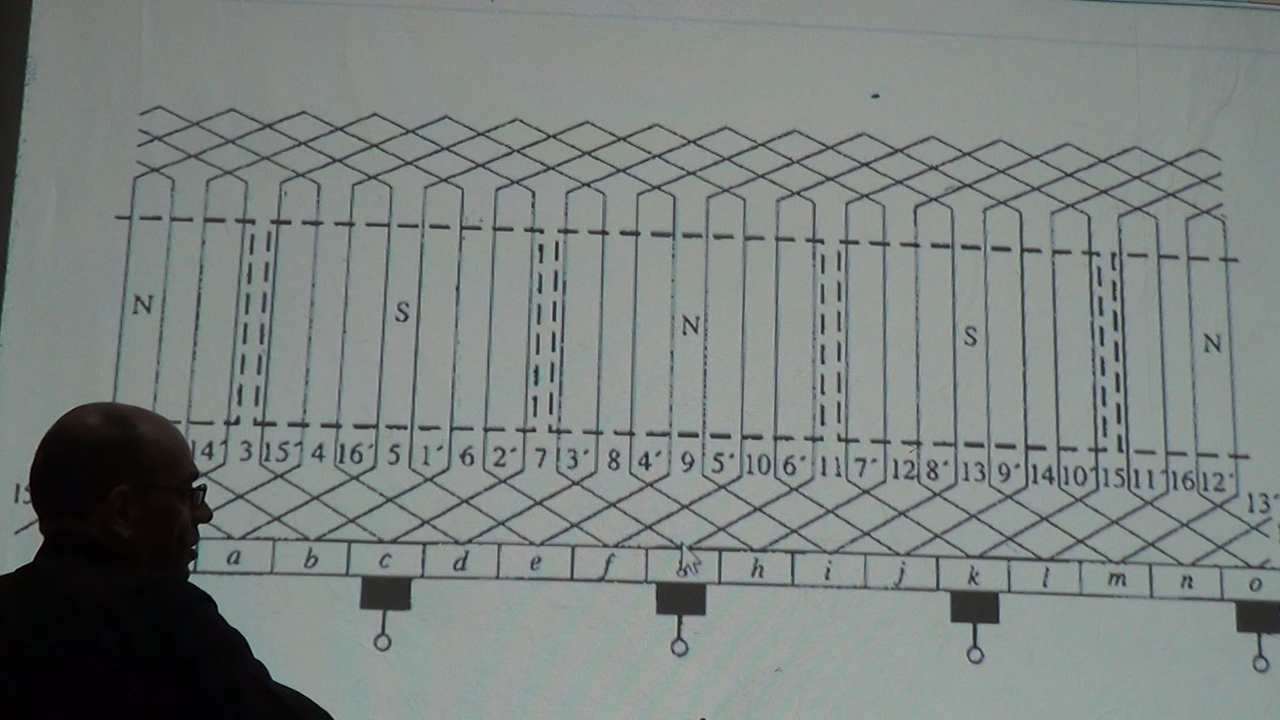 N S N S N
14' 3 15' 4 16' 5 1' 6 2' 7 3' 8 4' 9 5' 10 6' 11 7' 12 8' 13 9' 14 10' 15 11' 16 12' 13'
a b c d e f h i j k l m n o